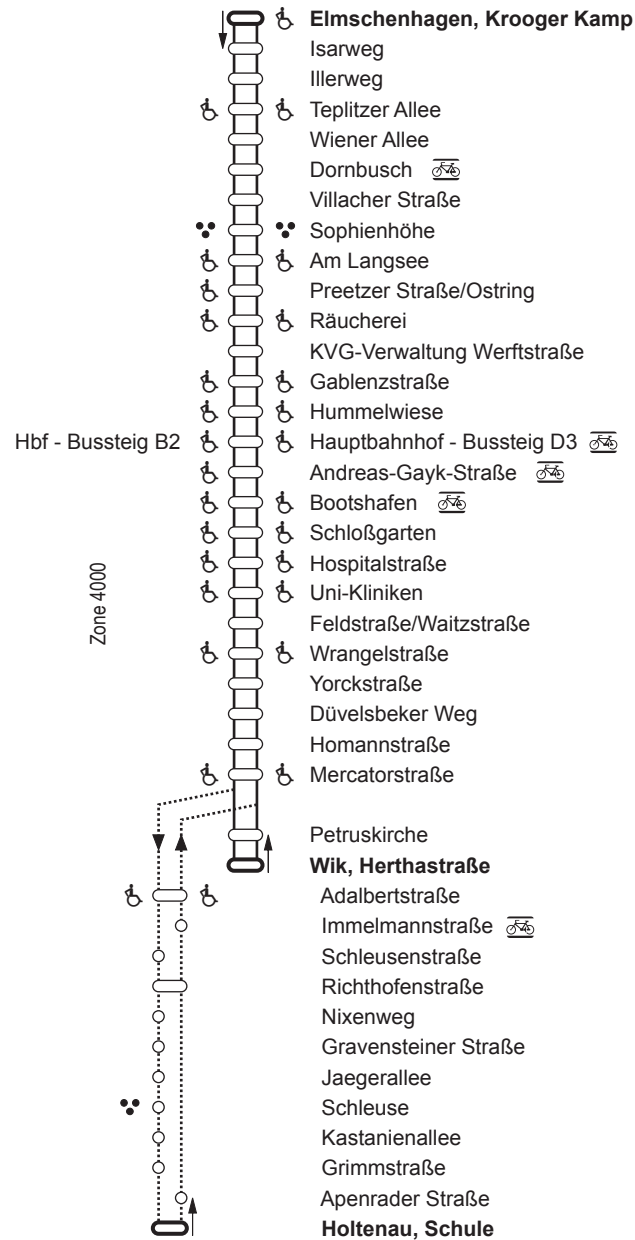 Elmschenhagen, Krooger Kamp
Isarweg
Illerweg
Teplitzer Allee
Wiener Allee
Dornbusch
Villacher Straße
Sophienhöhe
Am Langsee
Preetzer Straße/Ostring
Räucherei
KVG-Verwaltung Werftstraße
Gablenzstraße
Hummelwiese
Hbf - Bussteig B2 Hauptbahnhof - Bussteig D3
Andreas-Gayk-Straße
Bootshafen
Schloßgarten
Hospitalstraße
Uni-Kliniken
Zone 4000
Feldstraße/Waitzstraße
Wrangelstraße
Yorckstraße
Düvelsbeker Weg
Homannstraße
Mercatorstraße
Petruskirche
Wik, Herthastraße
Adalbertstraße
Immelmannstraße
Schleusenstraße
Richthofenstraße
Nixenweg
Gravensteiner Straße
Jaegerallee
Schleuse
Kastanienallee
Grimmstraße
Apenrader Straße
Holtenau, Schule